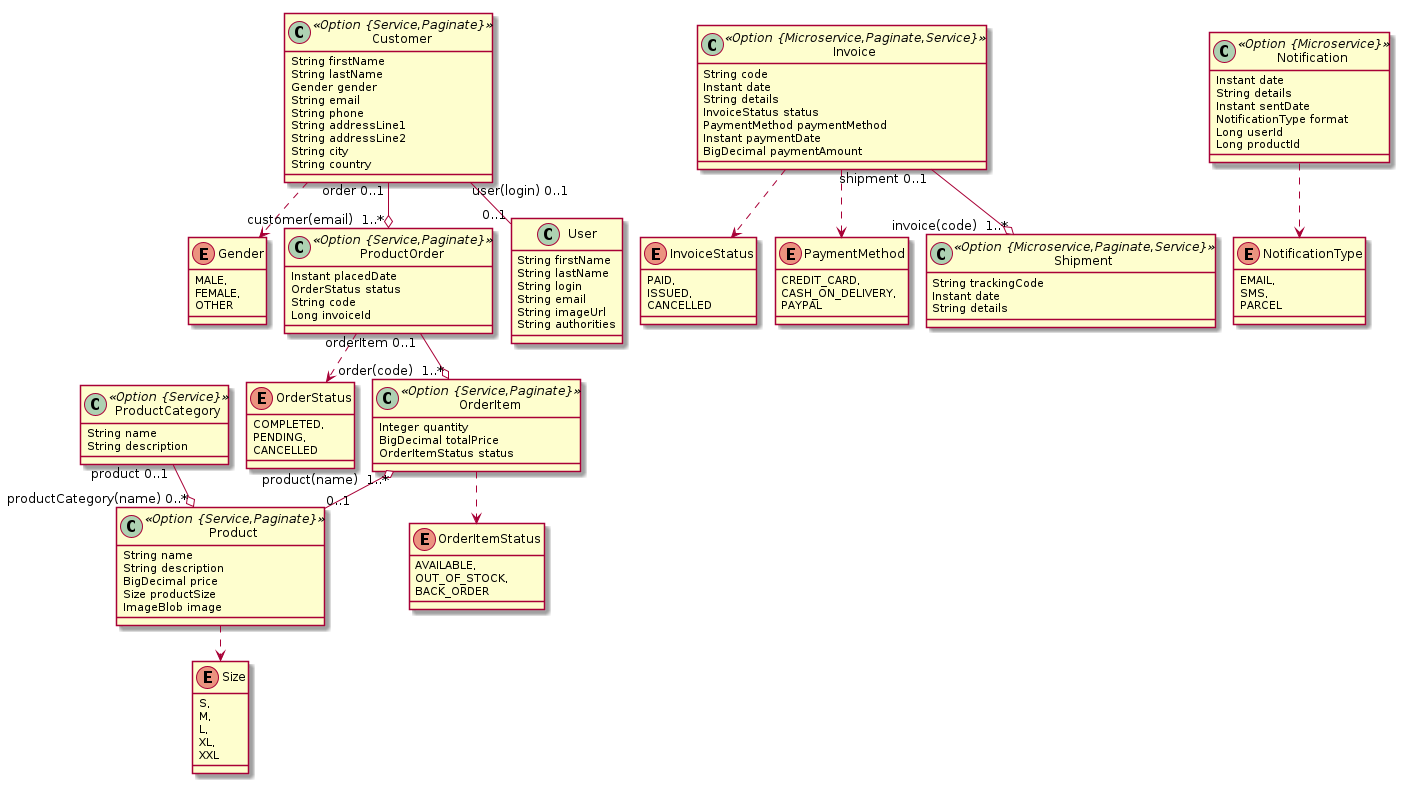 C
«Option {Service,Paginate}»
Customer
String firstName
String lastName
Gender gender
String email
String phone
String addressLine1
String addressLine2
String city
String country
C
«Option {Microservice,Paginate,Service}»
Invoice
String code
Instant date
String details
InvoiceStatus status
PaymentMethod paymentMethod
Instant paymentDate
BigDecimal paymentAmount
C
«Option {Microservice}»
Notification
Instant date
String details
Instant sentDate
NotificationType format
Long userId
Long productId
order 0..1
customer(email) 1..*
user(login) 0..1
0..1
shipment 0..1
invoice(code) 1..*
E Gender
MALE,
FEMALE,
OTHER
C
«Option {Service,Paginate}»
ProductOrder
Instant placedDate
OrderStatus status
String code
Long invoiceId
C User
String firstName
String lastName
String login
String email
String imageUrl
String authorities
E InvoiceStatus
PAID,
ISSUED,
CANCELLED
E PaymentMethod
CREDIT_CARD,
CASH_ON_DELIVERY,
PAYPAL
C
«Option {Microservice,Paginate,Service}»
Shipment
String trackingCode
Instant date
String details
E NotificationType
EMAIL,
SMS,
PARCEL
orderItem 0..1
order(code) 1..*
C
«Option {Service}»
ProductCategory
String name
String description
E OrderStatus
COMPLETED,
PENDING,
CANCELLED
C
«Option {Service,Paginate}»
OrderItem
Integer quantity
BigDecimal totalPrice
OrderItemStatus status
product 0..1
productCategory(name) 0..*
product(name) 1..*
0..1
C
«Option {Service,Paginate}»
Product
String name
String description
BigDecimal price
Size productSize
ImageBlob image
E OrderItemStatus
AVAILABLE,
OUT_OF_STOCK,
BACK_ORDER
E Size
S,
M,
L,
XL,
XXL